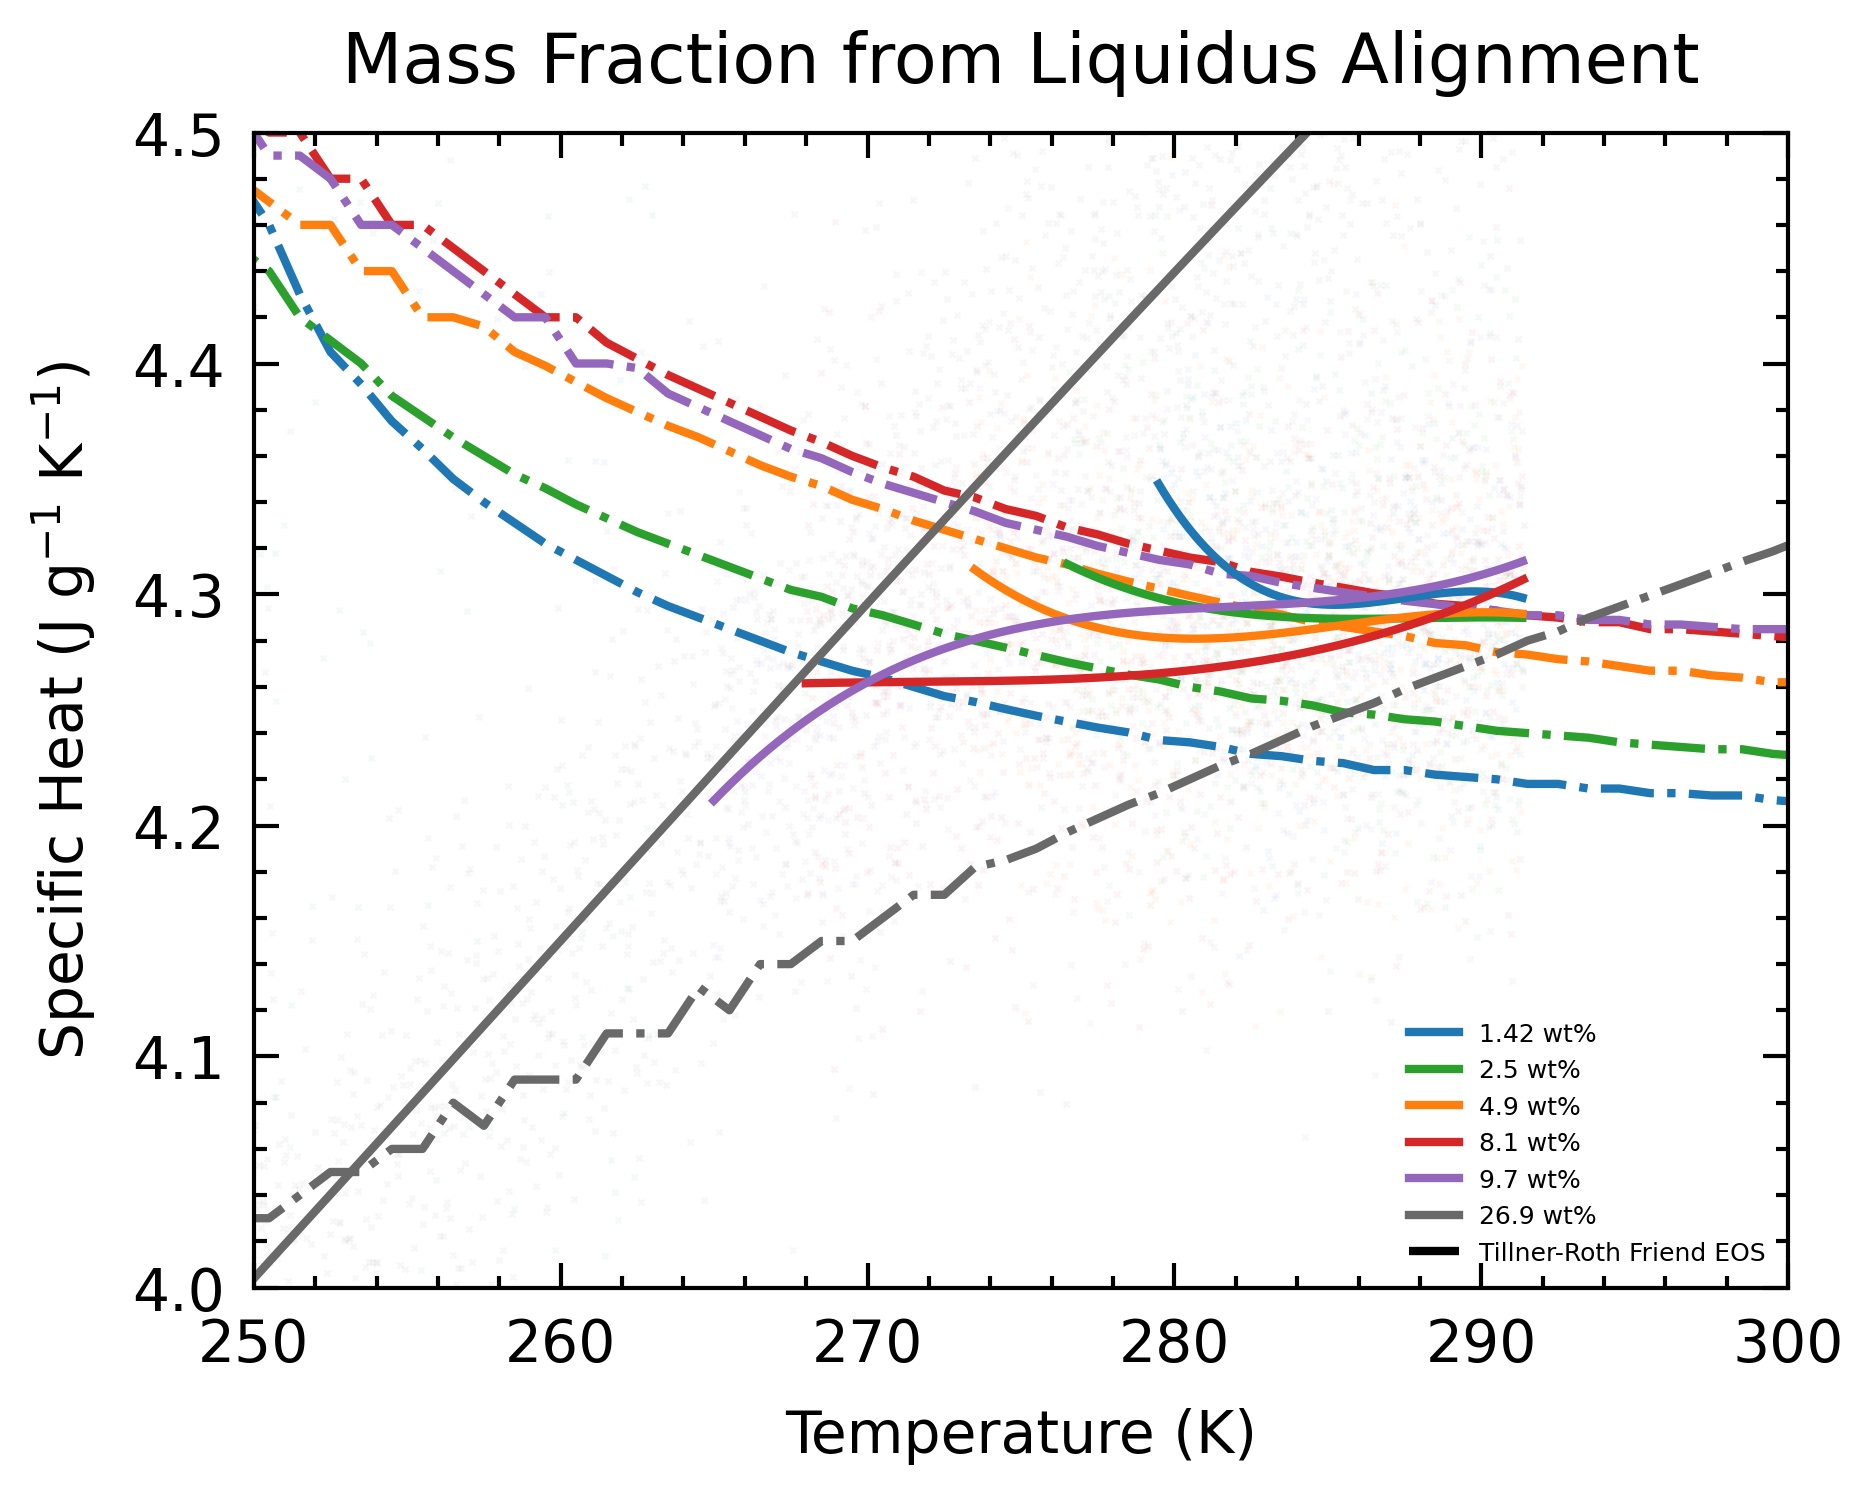 Mass Fraction from Liquidus Alignment
Specific Heat (J g⁻¹ K⁻¹)
4.5
4.4
4.3
4.2
4.1
4.0
1.42 wt%
2.5 wt%
4.9 wt%
8.1 wt%
9.7 wt%
26.9 wt%
Tillner-Roth Friend EOS
250 260 270 280 290 300
Temperature (K)